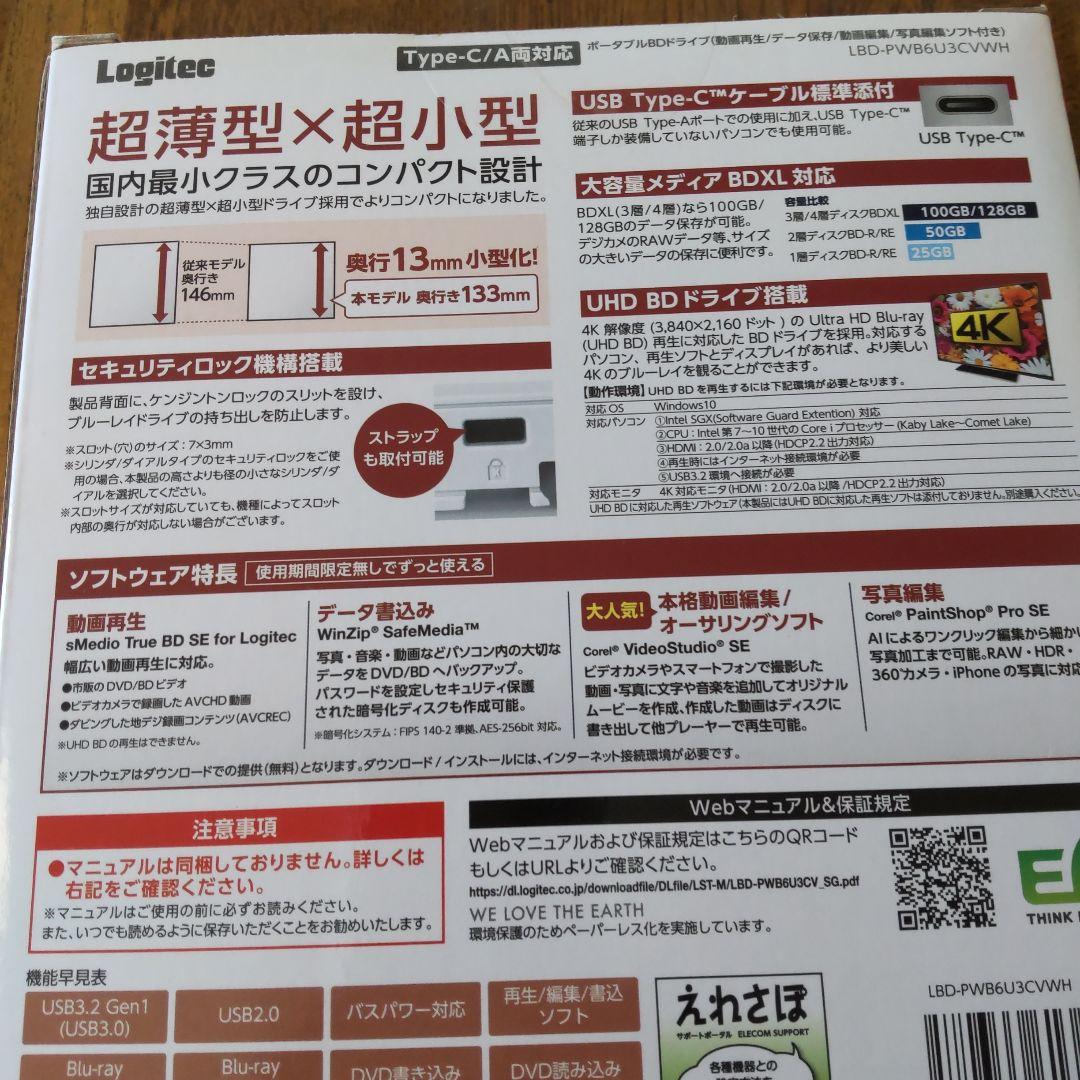 Logitec
Type-C/A両対応
ポータブルBDドライブ(動画再生/データ保存/動画編集/写真編集ソフト付き)
LBD-PWB6U3CVWH
超薄型×超小型
国内最小クラスのコンパクト設計
独自設計の超薄型×超小型ドライブ採用でよりコンパクトになりました。
従来モデル
奥行き
146mm
奥行13mm小型化!
本モデル 奥行き133mm
セキュリティロック機構搭載
製品背面に、ケンジントンロックのスリットを設け、
ブルーレイドライブの持ち出しを防止します。
※スロット(穴)のサイズ:7×3mm
※シリンダ/ダイアルタイプのセキュリティロックをご使
用の場合、本製品の高さよりも径の小さなシリンダ/ダ
イアルを選択してください。
※スロットサイズが対応していても、機種によってスロット
内部の奥行が対応しない場合がございます。
ストラップ
も取付可能
USB Type-C™ケーブル標準添付
従来のUSB Type-Aポートでの使用に加え、USB Type-C™
端子しか装備していないパソコンでも使用可能。
USB Type-C™
大容量メディア BDXL 対応
BDXL(3層/4層)なら100GB/
128GBのデータ保存が可能。
デジカメのRAWデータ等、サイズ
の大きいデータの保存に便利です。
容量比較
3層/4層ディスクBDXL 100GB/128GB
2層ディスクBD-R/RE 50GB
1層ディスクBD-R/RE 25GB
UHD BDドライブ搭載
4K 解像度 (3,840×2,160ドット ) の Ultra HD Blu-ray
(UHD BD) 再生に対応した BDドライブを採用。対応する
パソコン、再生ソフトとディスプレイがあれば、より美しい
4Kのブルーレイを観ることができます。
4K
【動作環境】UHD BDを再生するには下記環境が必要となります。
対応OS Windows10
対応パソコン ①Intel SGX(Software Guard Extention) 対応
②CPU : Intel 第7〜10 世代の Core i プロセッサー (Kaby Lake〜Comet Lake)
③HDMI : 2.0/2.0a 以降(HDCP2.2 出力対応)
④再生時にはインターネット接続環境が必要
⑤USB3.2 環境へ接続が必要
対応モニタ 4K 対応モニタ(HDMI : 2.0/2.0a 以降 /HDCP2.2 出力対応)
UHD BDに対応した再生ソフトウェア(本製品にはUHD BDに対応した再生ソフトは添付しておりません。別途購入くださ
ソフトウェア特長 使用期間限定無しでずっと使える
動画再生
sMedio True BD SE for Logitec
幅広い動画再生に対応。
●市販のDVD/BDビデオ
●ビデオカメラで録画したAVCHD動画
●ダビングした地デジ録画コンテンツ(AVCREC)
※UHD BDの再生はできません。
データ書込み
WinZip® SafeMedia™
写真・音楽・動画などパソコン内の大切な
データをDVD/BDへバックアップ。
パスワードを設定しセキュリティ保護
された暗号化ディスクも作成可能。
※暗号化システム : FIPS 140-2 準拠、AES-256bit 対応。
大人気!
本格動画編集/
オーサリングソフト
Corel® VideoStudio® SE
ビデオカメラやスマートフォンで撮影した
動画・写真に文字や音楽を追加してオリジナル
ムービーを作成、作成した動画はディスクに
書き出して他プレーヤーで再生可能。
写真編集
Corel® PaintShop® Pro SE
AIによるワンクリック編集から細か
写真加工まで可能。RAW・HDR・
360°カメラ・iPhoneの写真に対
※ソフトウェアはダウンロードでの提供(無料)となります。ダウンロード / インストールには、インターネット接続環境が必要です。
注意事項
●マニュアルは同梱しておりません。詳しくは
右記をご確認ください。
※マニュアルはご使用の前に必ずお読みください。
また、いつでも読めるように保存いただくことをお勧めいたします。
Webマニュアル&保証規定
Webマニュアルおよび保証規定はこちらのQRコード
もしくはURLよりご確認ください。
https://dl.logitec.co.jp/downloadfile/DLfile/LST-M/LBD-PWB6U3CV_SG.pdf
WE LOVE THE EARTH
環境保護のためペーパーレス化を実施しています。
THINK
機能早見表
USB3.2 Gen1
(USB3.0)
USB2.0
バスパワー対応
再生/編集/書込
ソフト
Blu-ray
Blu-ray
DVD書き込み
DVD読み込み
えれさぽ
サポートポータル ELECOM SUPPORT
各種機器との
LBD-PWB6U3CVWH